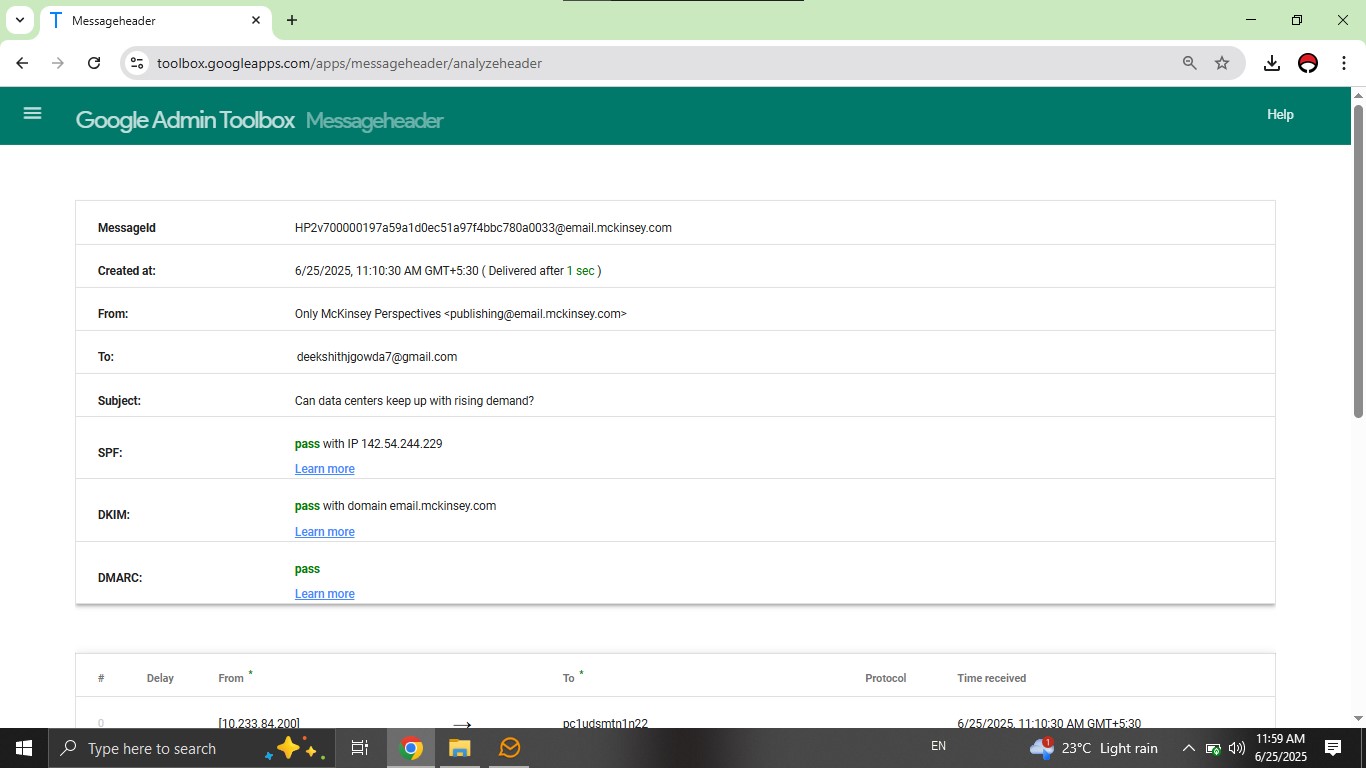 Messageheader
toolbox.googleapps.com/apps/messageheader/analyzeheader
Google Admin Toolbox Messageheader
Help
MessageId HP2v700000197a59a1d0ec51a97f4bbc780a0033@email.mckinsey.com
Created at: 6/25/2025, 11:10:30 AM GMT+5:30 ( Delivered after 1 sec )
From: Only McKinsey Perspectives <publishing@email.mckinsey.com>
To: deekshithjgowda7@gmail.com
Subject: Can data centers keep up with rising demand?
SPF: pass with IP 142.54.244.229
Learn more
DKIM: pass with domain email.mckinsey.com
Learn more
DMARC: pass
Learn more
# Delay From * To * Protocol Time received
0 [10.233.84.200] → pc1udsmtn1n22 6/25/2025, 11:10:30 AM GMT+5:30
Type here to search
EN
1
23°C Light rain
11:59 AM
6/25/2025